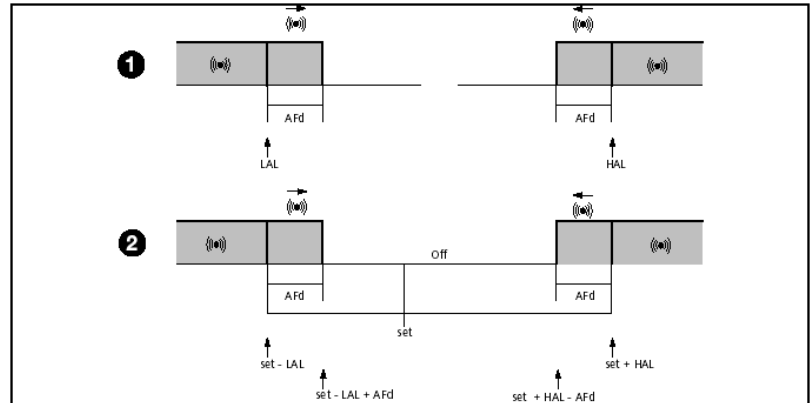 1
AFd
AFd
LAL
HAL
2
Off
AFd
AFd
set
set - LAL
set + HAL
set - LAL + AFd
set + HAL - AFd